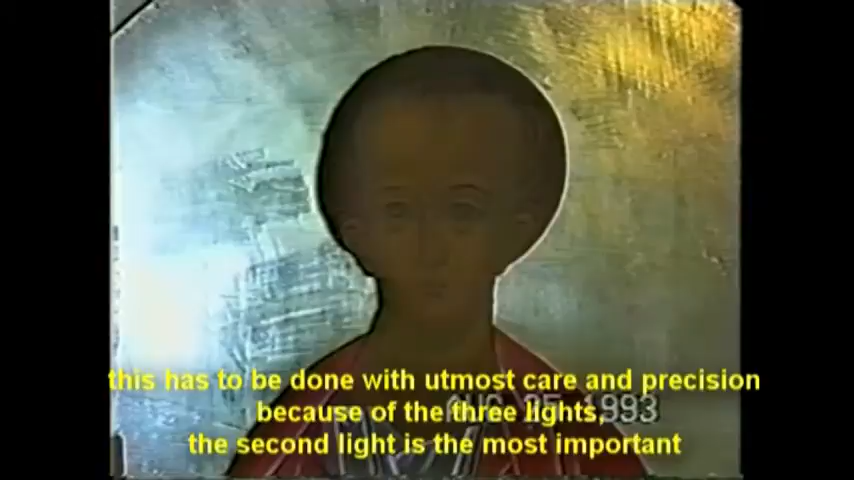 this has to be done with utmost care and precision
because of the three lights,
AUG 25 1993
the second light is the most important